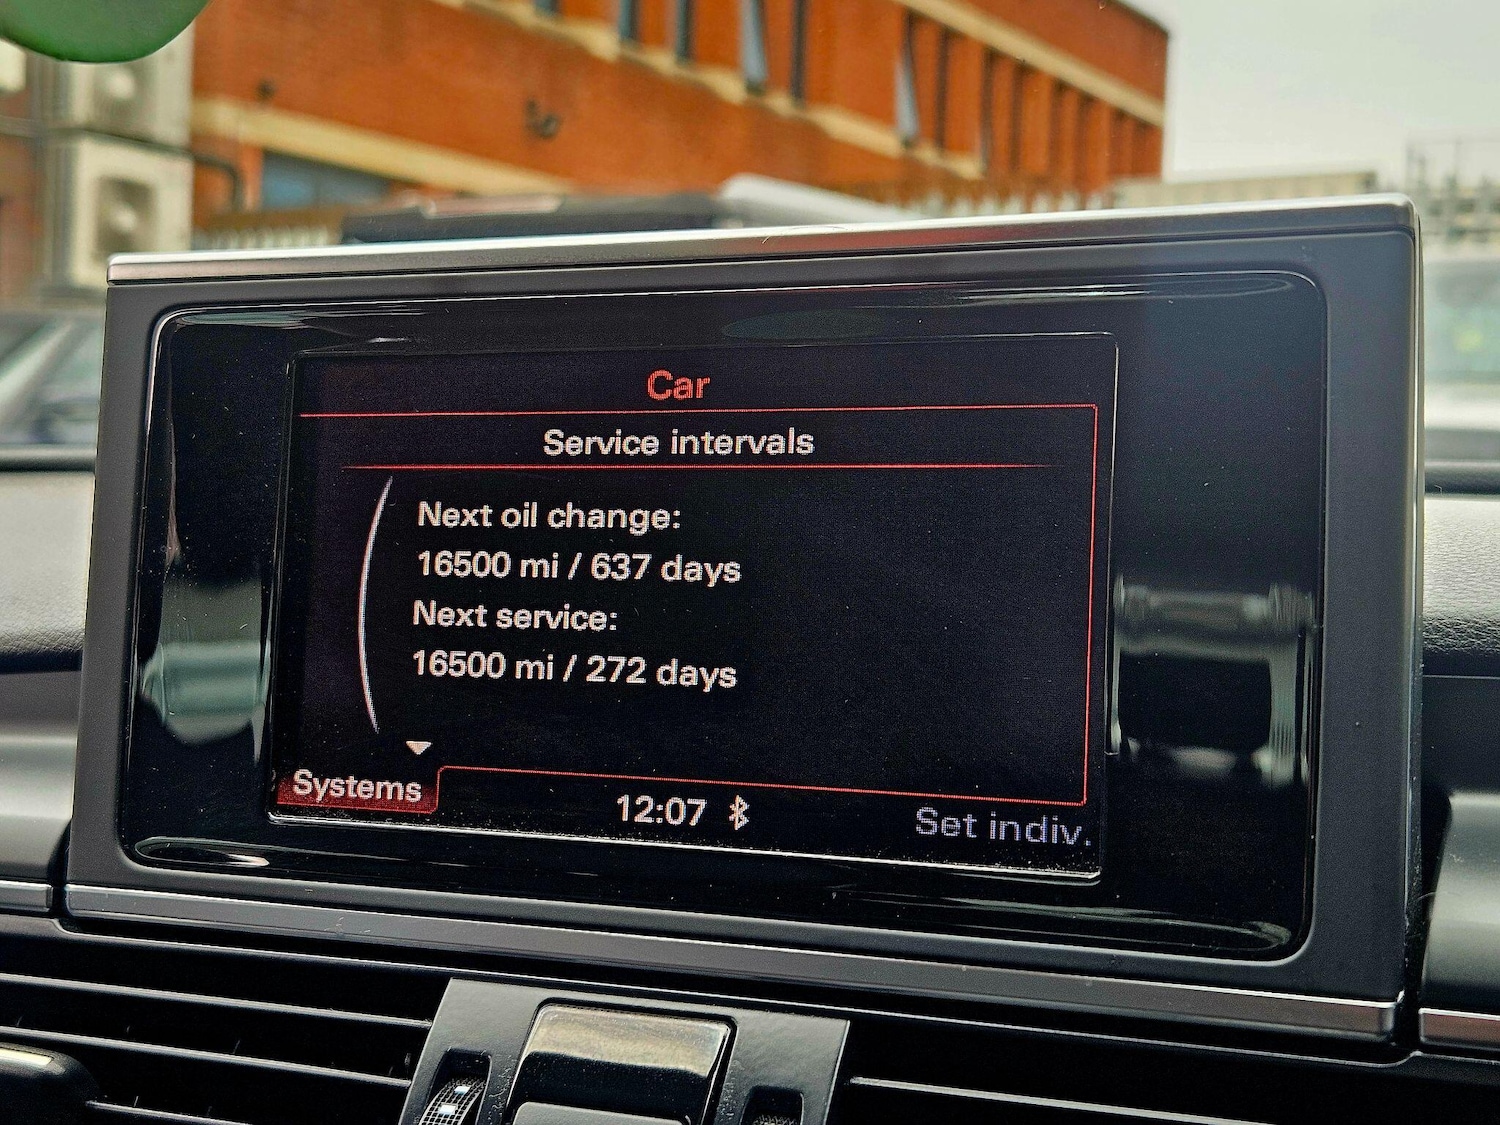 Car
Service intervals
Next oil change:
16500 mi / 637 days
Next service:
16500 mi / 272 days
Systems
12:07
Set indiv.